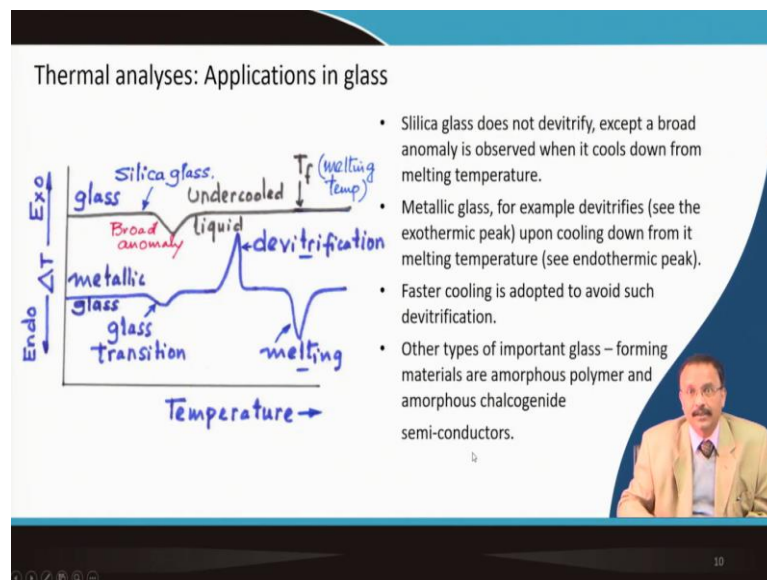 Thermal analyses: Applications in glass
Exo
ΔT
Endo
glass
Silica glass.
undercooled
liquid
Tf (melting
temp)
Broad
anomaly
devitrification
metallic
glass
glass
transition
melting
Temperature →
• Slilica glass does not devitrify, except a broad
anomaly is observed when it cools down from
melting temperature.
• Metallic glass, for example devitrifies (see the
exothermic peak) upon cooling down from it
melting temperature (see endothermic peak).
• Faster cooling is adopted to avoid such
devitrification.
• Other types of important glass – forming
materials are amorphous polymer and
amorphous chalcogenide
semi-conductors.
10